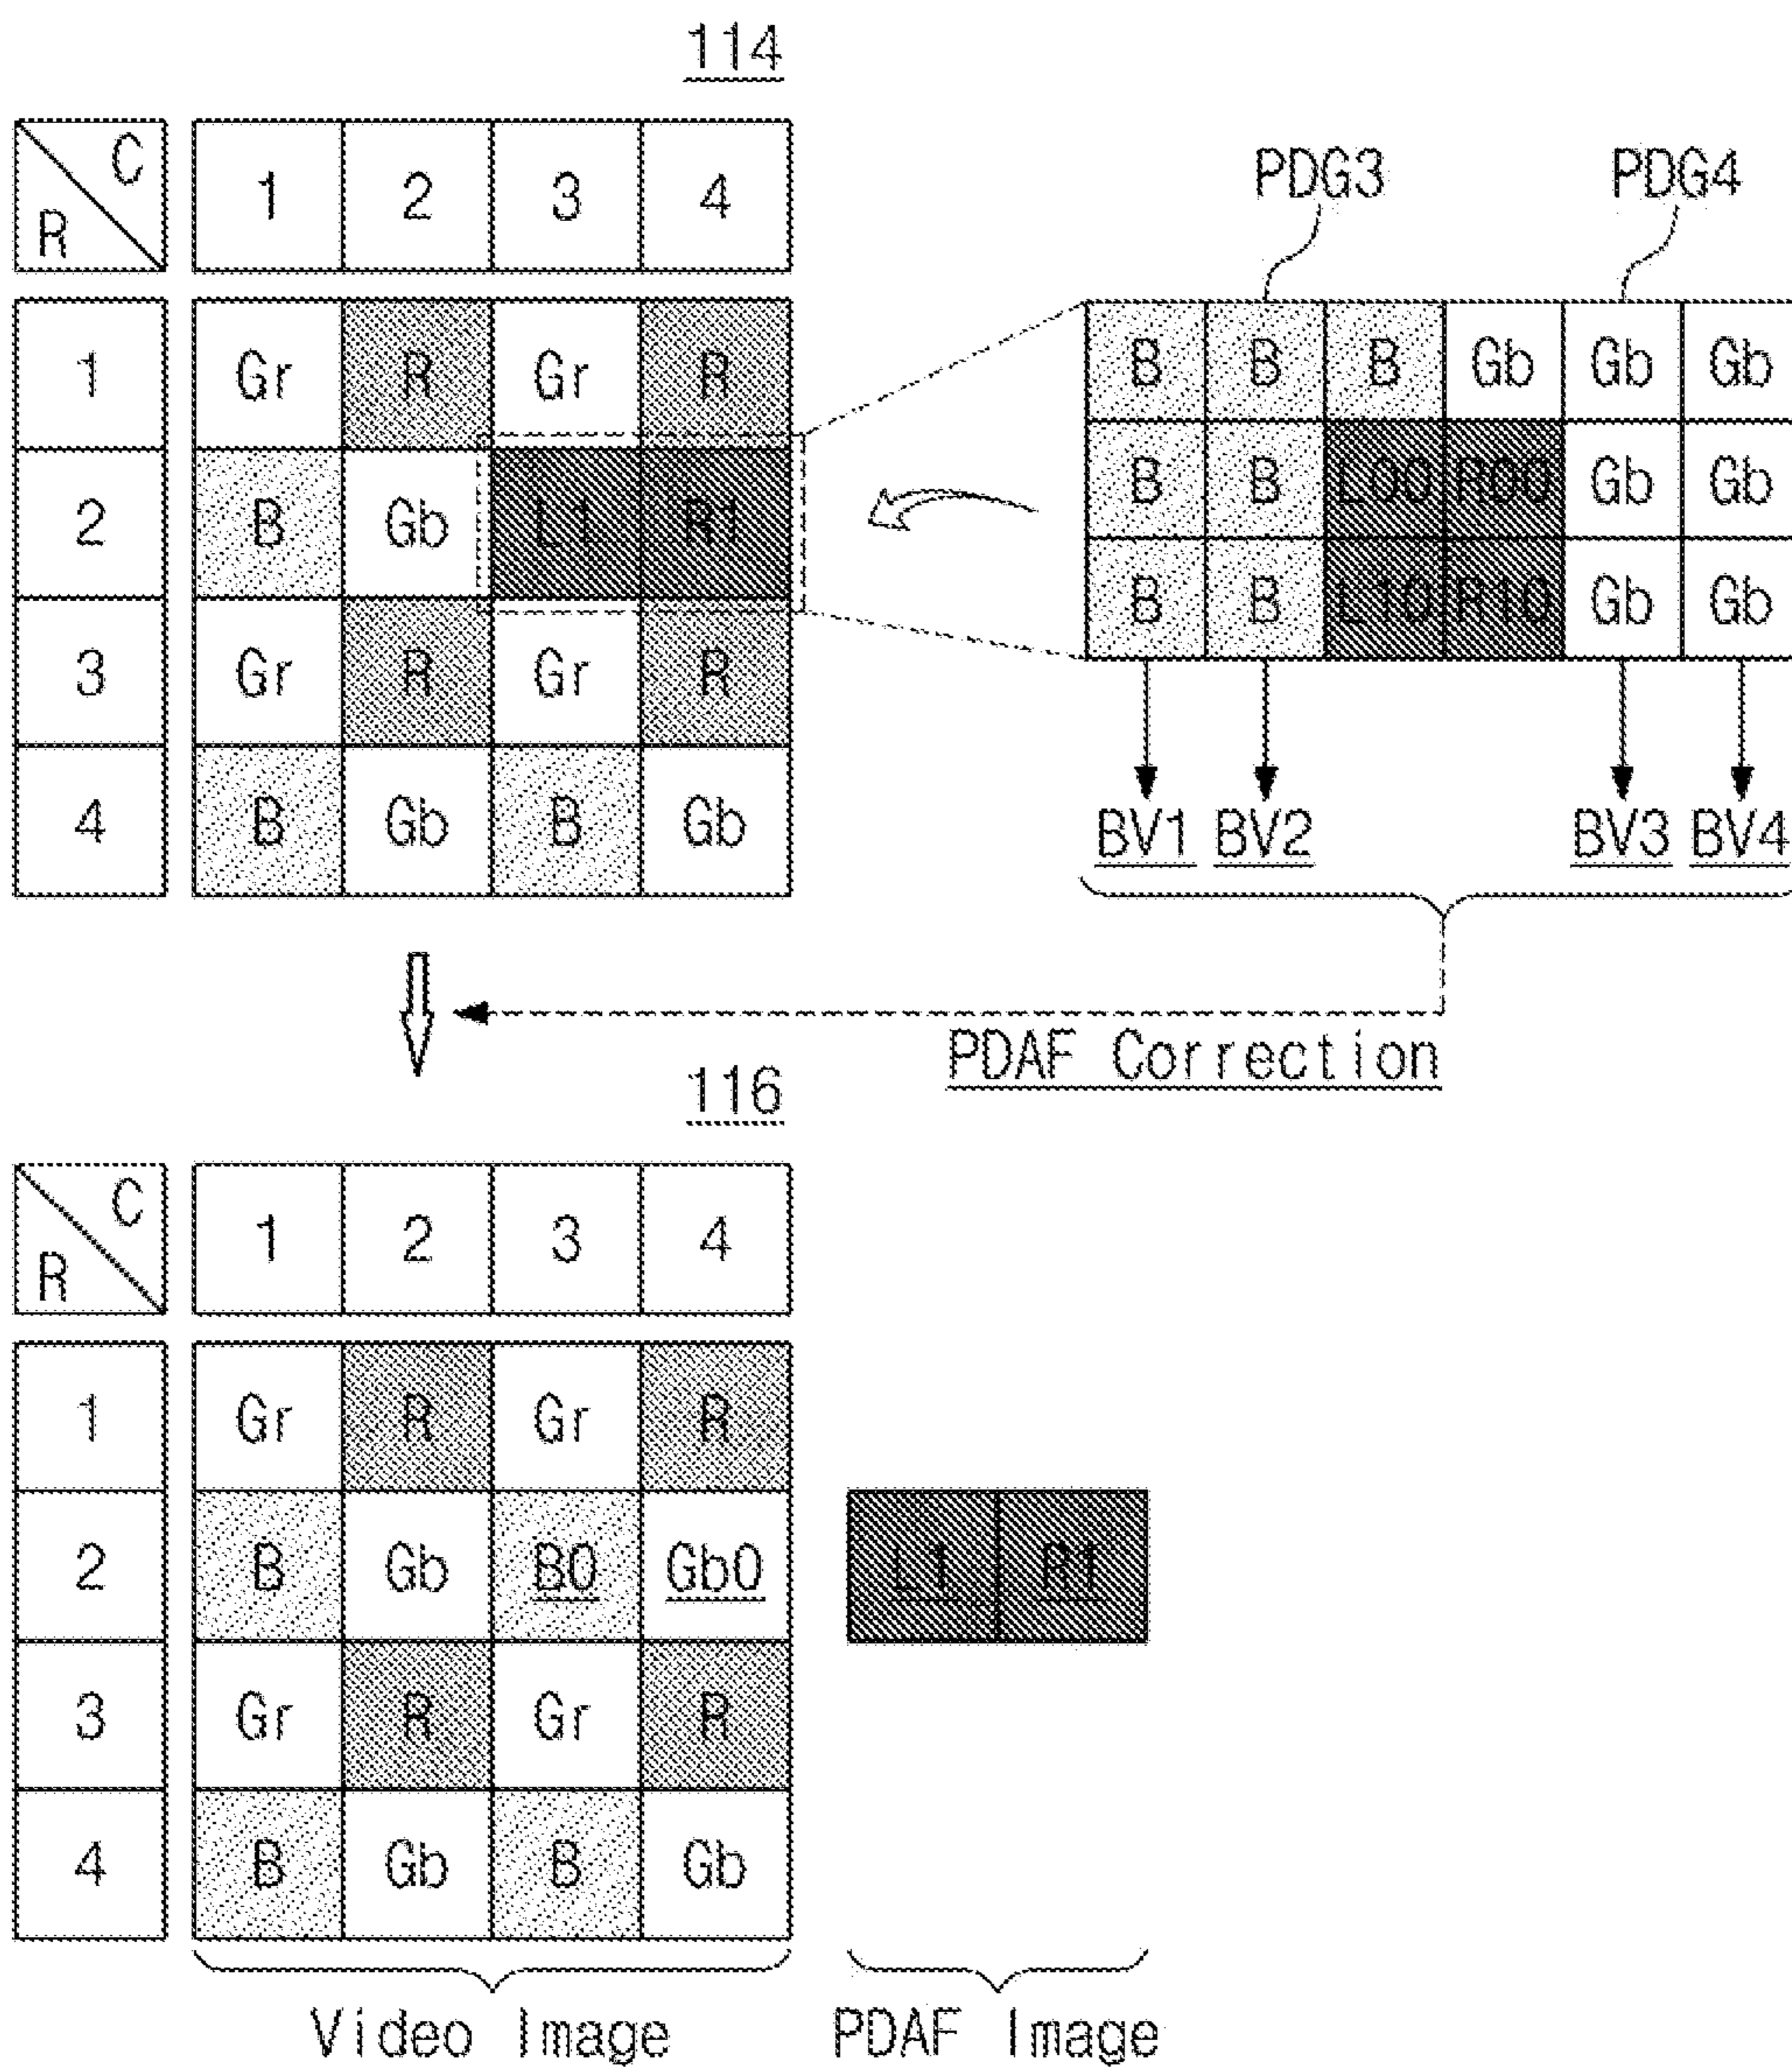 114
C
R
1 2 3 4
PDG3 PDG4
1 Gr R Gr R
2 B Gb L1 R1
3 Gr R Gr R
4 B Gb B Gb
B B B Gb Gb Gb
B B L00 R00 Gb Gb
B B L10 R10 Gb Gb
BV1 BV2 BV3 BV4
PDAF Correction
116
C
R
1 2 3 4
1 Gr R Gr R
2 B Gb B0 Gb0
3 Gr R Gr R
4 B Gb B Gb
L1 R1
Video Image
PDAF Image